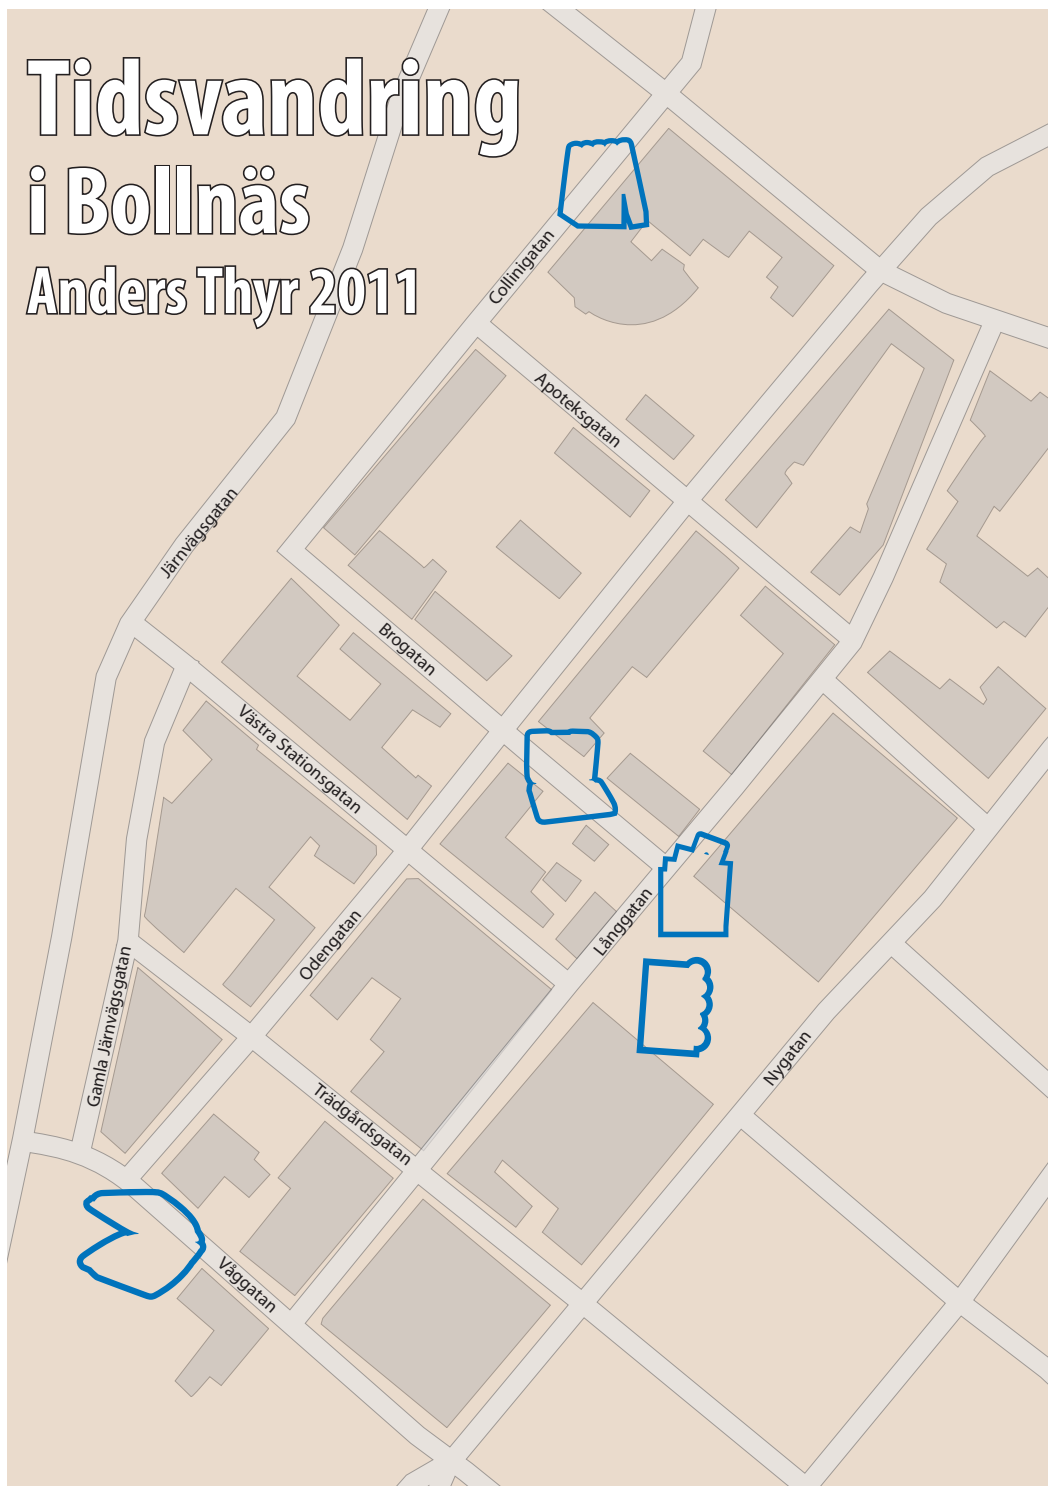 Tidsvandring
i Bollnäs
Anders Thyr 2011
Collinigatan
Apoteksgatan
Järnvägsgatan
Brogatan
Västra Stationsgatan
Långgatan
Odengatan
Gamla Järnvägsgatan
Nygatan
Trädgårdsgatan
Våggatan